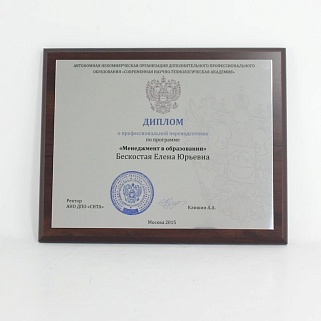 АВТОНОМНАЯ НЕКОММЕРЧЕСКАЯ ОРГАНИЗАЦИЯ ДОПОЛНИТЕЛЬНОГО ПРОФЕССИОНАЛЬНОГО
ОБРАЗОВАНИЯ «СОВРЕМЕННАЯ НАУЧНО-ТЕХНОЛОГИЧЕСКАЯ АКАДЕМИЯ»
ДИПЛОМ
о профессиональной переподготовке
по программе
«Менеджмент в образовании»
Бескостая Елена Юрьевна
Ректор
АНО ДПО «СНТА»
Клюкин А.А.
Москва 2015